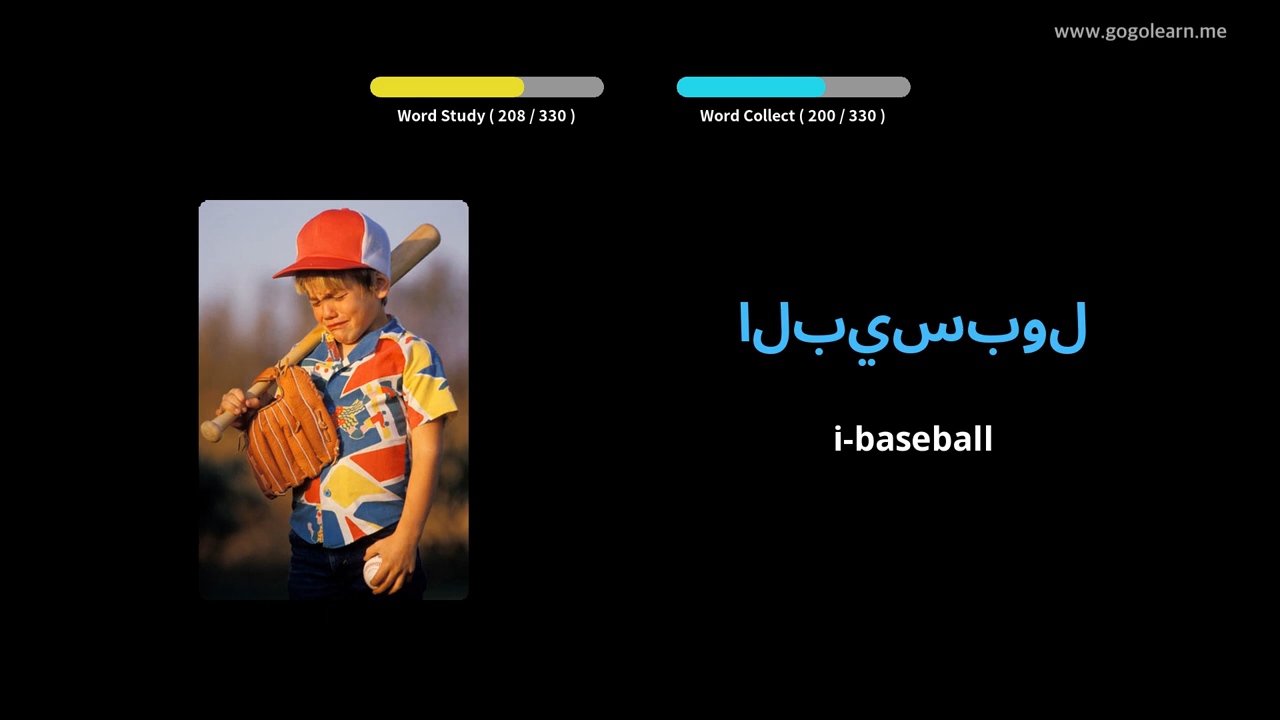 www.gogolearn.me
Word Study ( 208 / 330 )
Word Collect ( 200 / 330 )
البيسبول
i-baseball